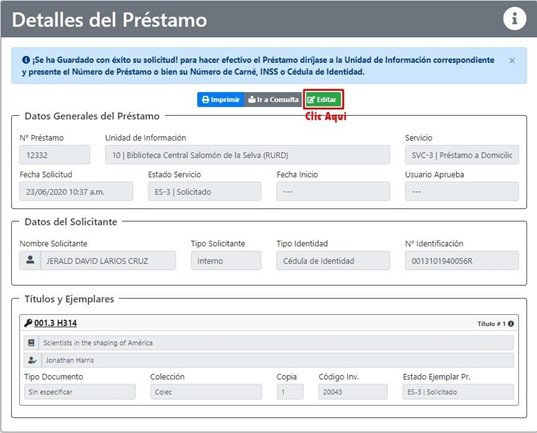 Detalles del Préstamo
¡Se ha Guardado con éxito su solicitud! para hacer efectivo el Préstamo diríjase a la Unidad de Información correspondiente
y presente el Número de Préstamo o bien su Número de Carné, INSS o Cédula de Identidad.
×
Imprimir Ir a Consulta Editar
Clic Aqui
Datos Generales del Préstamo
N° Préstamo Unidad de Información Servicio
12332 10 | Biblioteca Central Salomón de la Selva (RURD) SVC-3 | Préstamo a Domicilio
Fecha Solicitud Estado Servicio Fecha Inicio Usuario Aprueba
23/06/2020 10:37 a.m. ES-3 | Solicitado --- ---
Datos del Solicitante
Nombre Solicitante Tipo Solicitante Tipo Identidad N° Identificación
JERALD DAVID LARIOS CRUZ Interno Cédula de Identidad 0013101940056R
Títulos y Ejemplares
001.3 H314 Título # 1
Scientists in the shaping of América
Jonathan Harris
Tipo Documento Colección Copia Código Inv. Estado Ejemplar Pr.
Sin especificar Colec 1 20043 ES-3 | Solicitado